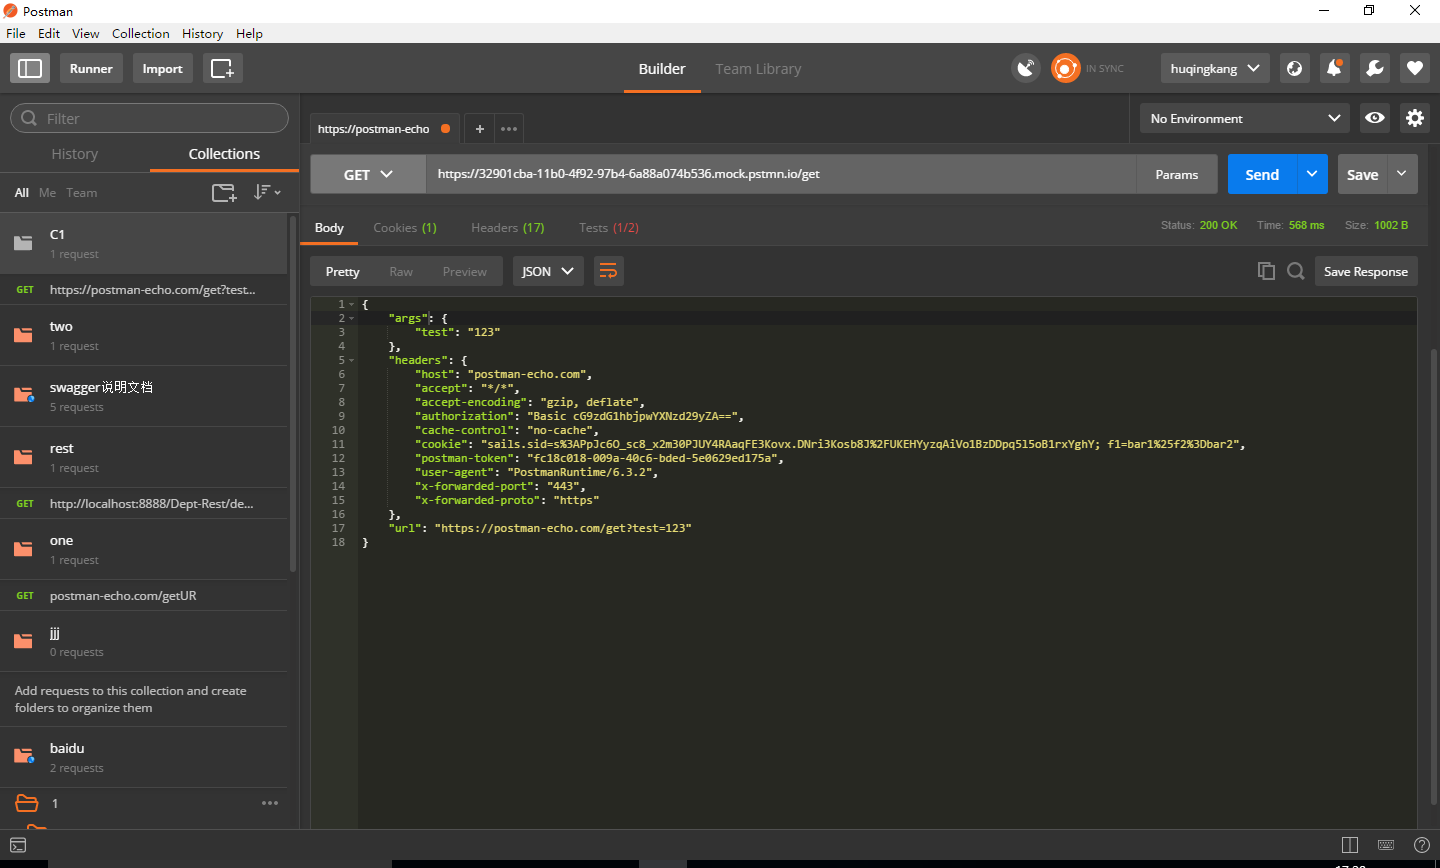 Postman
File Edit View Collection History Help
Runner Import Builder Team Library IN SYNC huqingkang
Filter
History Collections
All Me Team
C1
1 request
GET https://postman-echo.com/get?test...
two
1 request
swagger说明文档
5 requests
rest
1 request
GET http://localhost:8888/Dept-Rest/de...
one
1 request
GET postman-echo.com/getUR
jjj
0 requests
Add requests to this collection and create
folders to organize them
baidu
2 requests
1
https://postman-echo + ••• No Environment
GET https://32901cba-11b0-4f92-97b4-6a88a074b536.mock.pstmn.io/get Params Send Save
Body Cookies (1) Headers (17) Tests (1/2) Status: 200 OK Time: 568 ms Size: 1002 B
Pretty Raw Preview JSON Save Response
1 {
2 "args": {
3 "test": "123"
4 },
5 "headers": {
6 "host": "postman-echo.com",
7 "accept": "*/*",
8 "accept-encoding": "gzip, deflate",
9 "authorization": "Basic cG9zdG1hbjpwYXNzd29yZA==",
10 "cache-control": "no-cache",
11 "cookie": "sails.sid=s%3APpJc6O_sc8_x2m30PJUY4RAaqFE3Kovx.DNri3Kosb8J%2FUKEHYyzqAiVo1BzDDpq5l5oB1rxYghY; f1=bar1%25f2%3Dbar2",
12 "postman-token": "fc18c018-009a-40c6-bded-5e0629ed175a",
13 "user-agent": "PostmanRuntime/6.3.2",
14 "x-forwarded-port": "443",
15 "x-forwarded-proto": "https"
16 },
17 "url": "https://postman-echo.com/get?test=123"
18 }